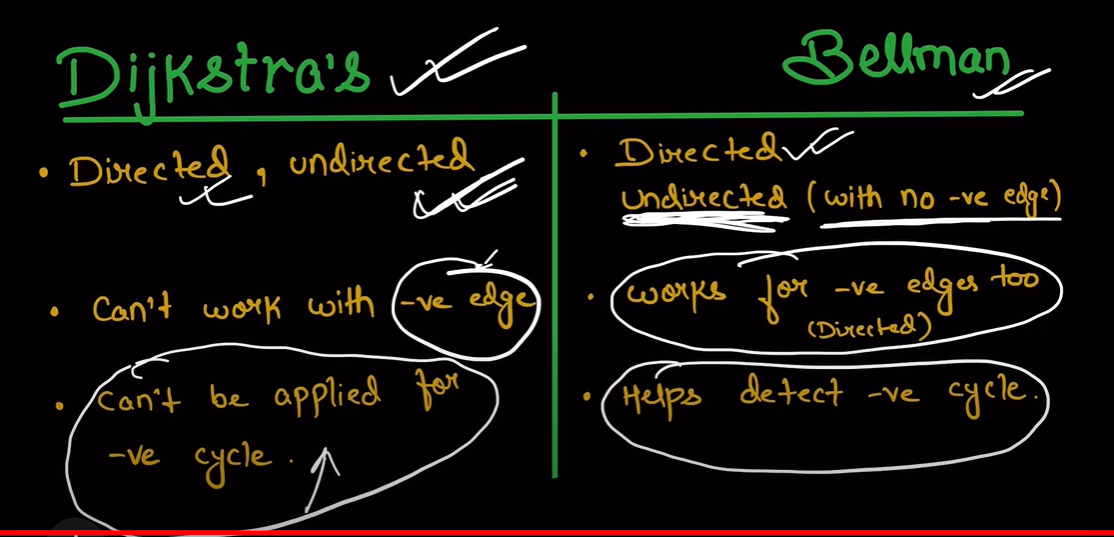 Dijkstra's
• Directed, undirected
• Can't work with -ve edge
• Can't be applied for
-ve cycle.
Bellman
• Directed
undirected (with no -ve edge)
• works for -ve edges too
(Directed)
• Helps detect -ve cycle.